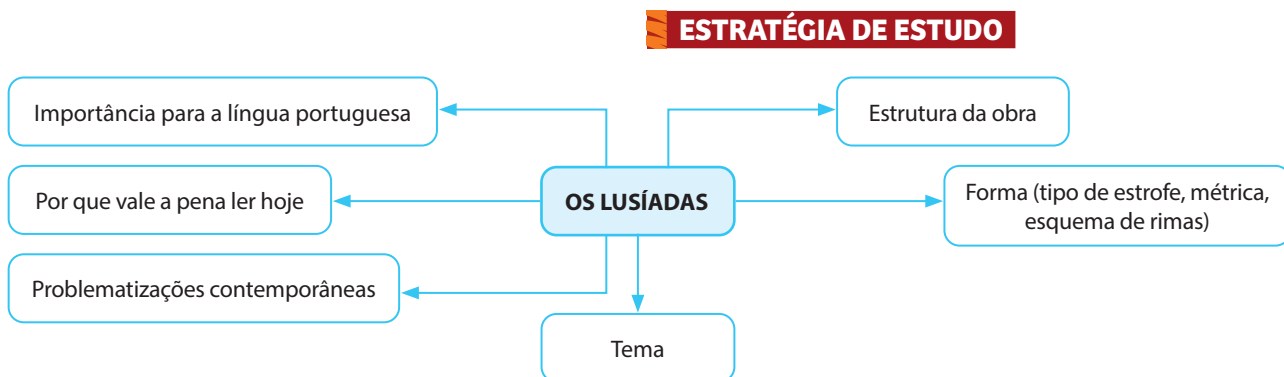 ESTRATÉGIA DE ESTUDO
Importância para a língua portuguesa
Estrutura da obra
Por que vale a pena ler hoje
OS LUSÍADAS
Forma (tipo de estrofe, métrica,
esquema de rimas)
Problematizações contemporâneas
Tema